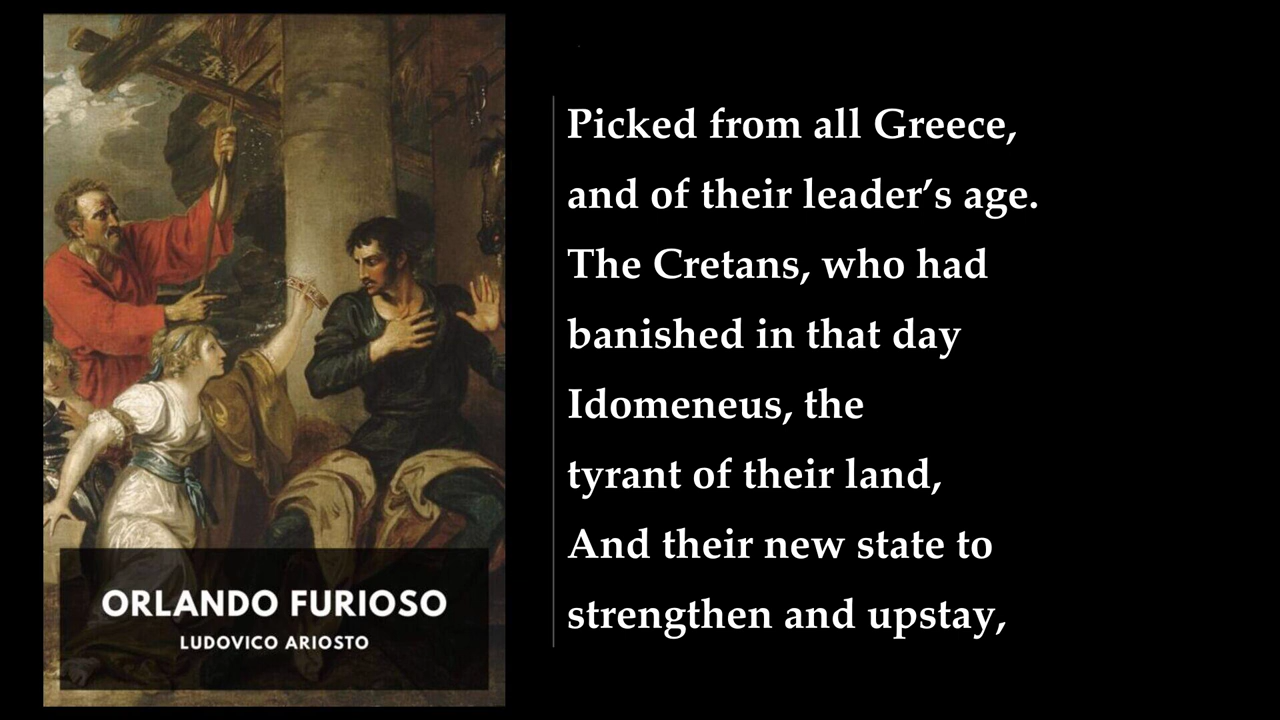 ORLANDO FURIOSO
LUDOVICO ARIOSTO
Picked from all Greece,
and of their leader’s age.
The Cretans, who had
banished in that day
Idomeneus, the
tyrant of their land,
And their new state to
strengthen and upstay,